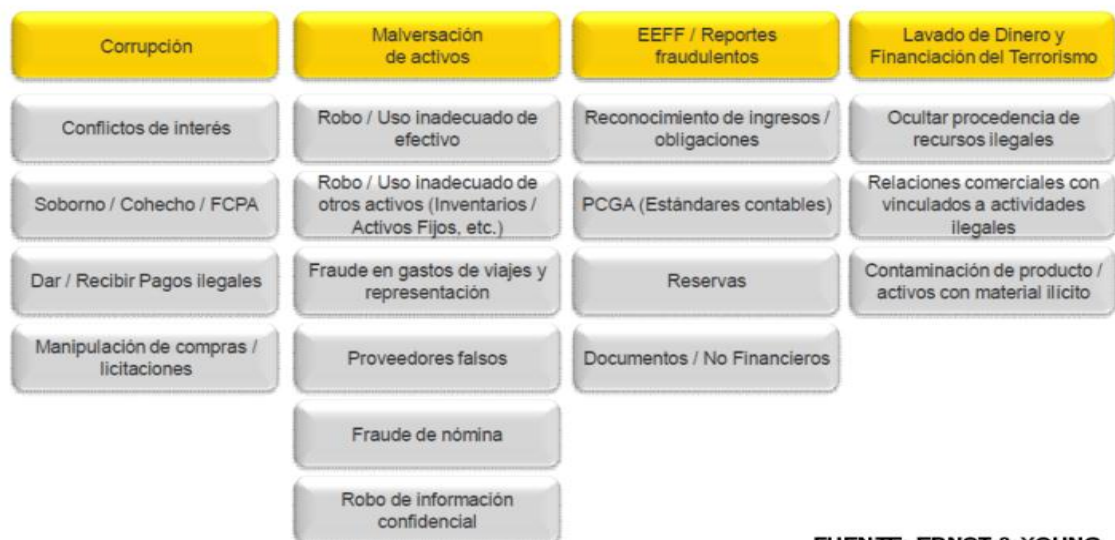 Corrupción
Malversación
de activos
EEFF / Reportes
fraudulentos
Lavado de Dinero y
Financiación del Terrorismo
Conflictos de interés
Robo / Uso inadecuado de
efectivo
Reconocimiento de ingresos /
obligaciones
Ocultar procedencia de
recursos ilegales
Soborno / Cohecho / FCPA
Robo / Uso inadecuado de
otros activos (Inventarios /
Activos Fijos, etc.)
PCGA (Estándares contables)
Relaciones comerciales con
vinculados a actividades
ilegales
Dar / Recibir Pagos ilegales
Fraude en gastos de viajes y
representación
Reservas
Contaminación de producto /
activos con material ilícito
Manipulación de compras /
licitaciones
Proveedores falsos
Documentos / No Financieros
Fraude de nómina
Robo de información
confidencial
FUENTE: ERNST & YOUNG